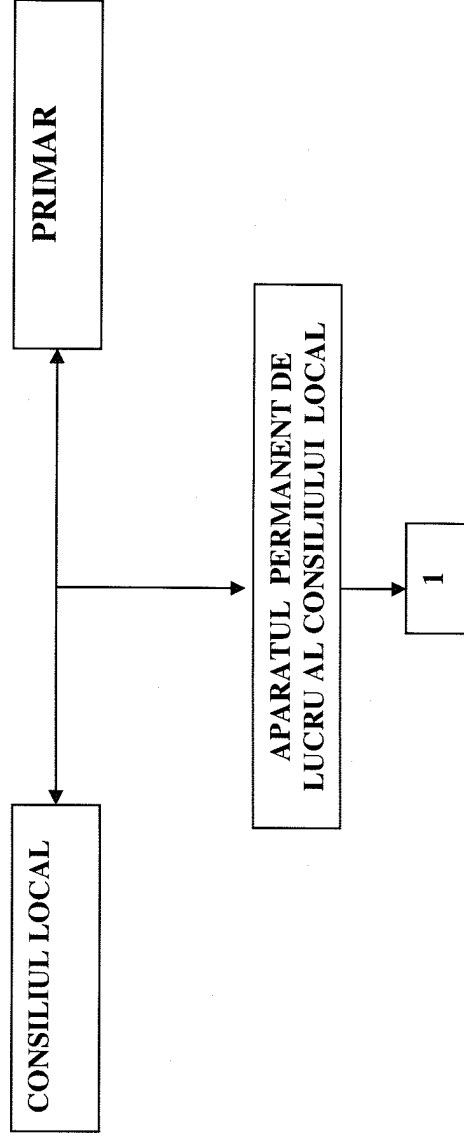 CONSILIUL LOCAL
PRIMAR
APARATUL PERMANENT DE
LUCRU AL CONSILIULUI LOCAL
1